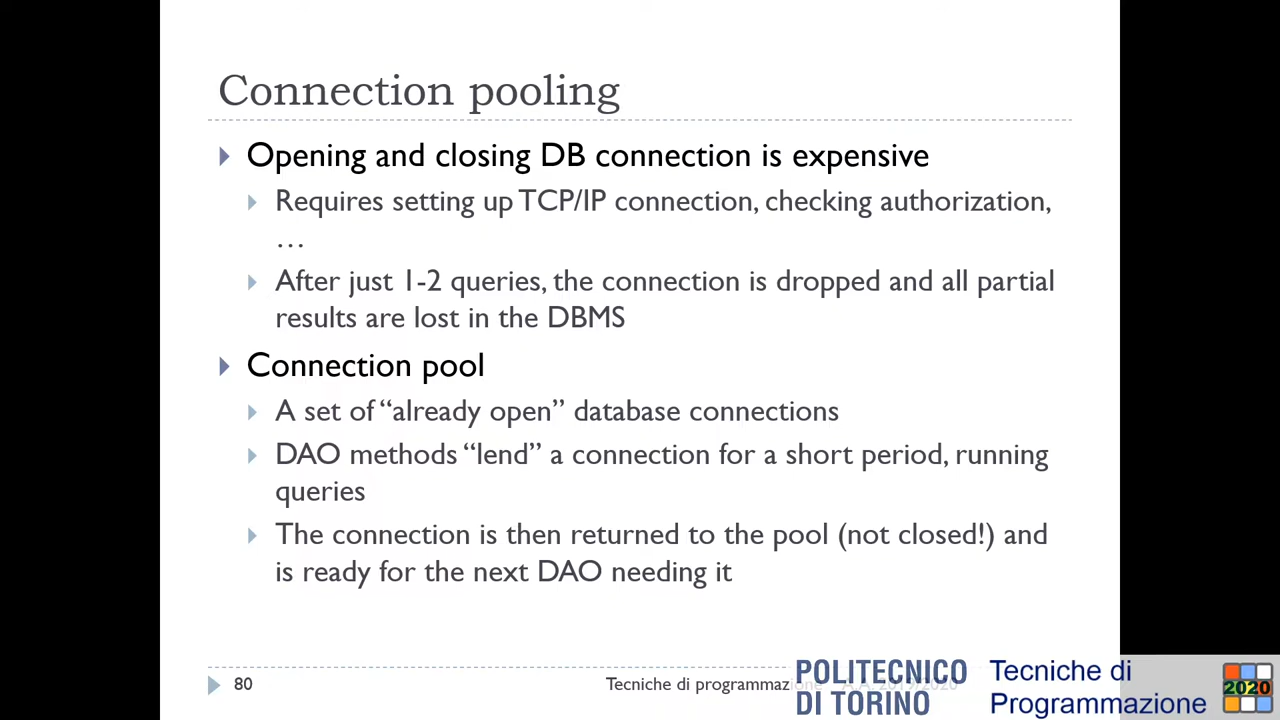 Connection pooling
Opening and closing DB connection is expensive
Requires setting up TCP/IP connection, checking authorization,
…
After just 1-2 queries, the connection is dropped and all partial
results are lost in the DBMS
Connection pool
A set of “already open” database connections
DAO methods “lend” a connection for a short period, running
queries
The connection is then returned to the pool (not closed!) and
is ready for the next DAO needing it
80
Tecniche di programmazione A.A. 2019/2020
POLITECNICO
DI TORINO
Tecniche di
Programmazione
2020